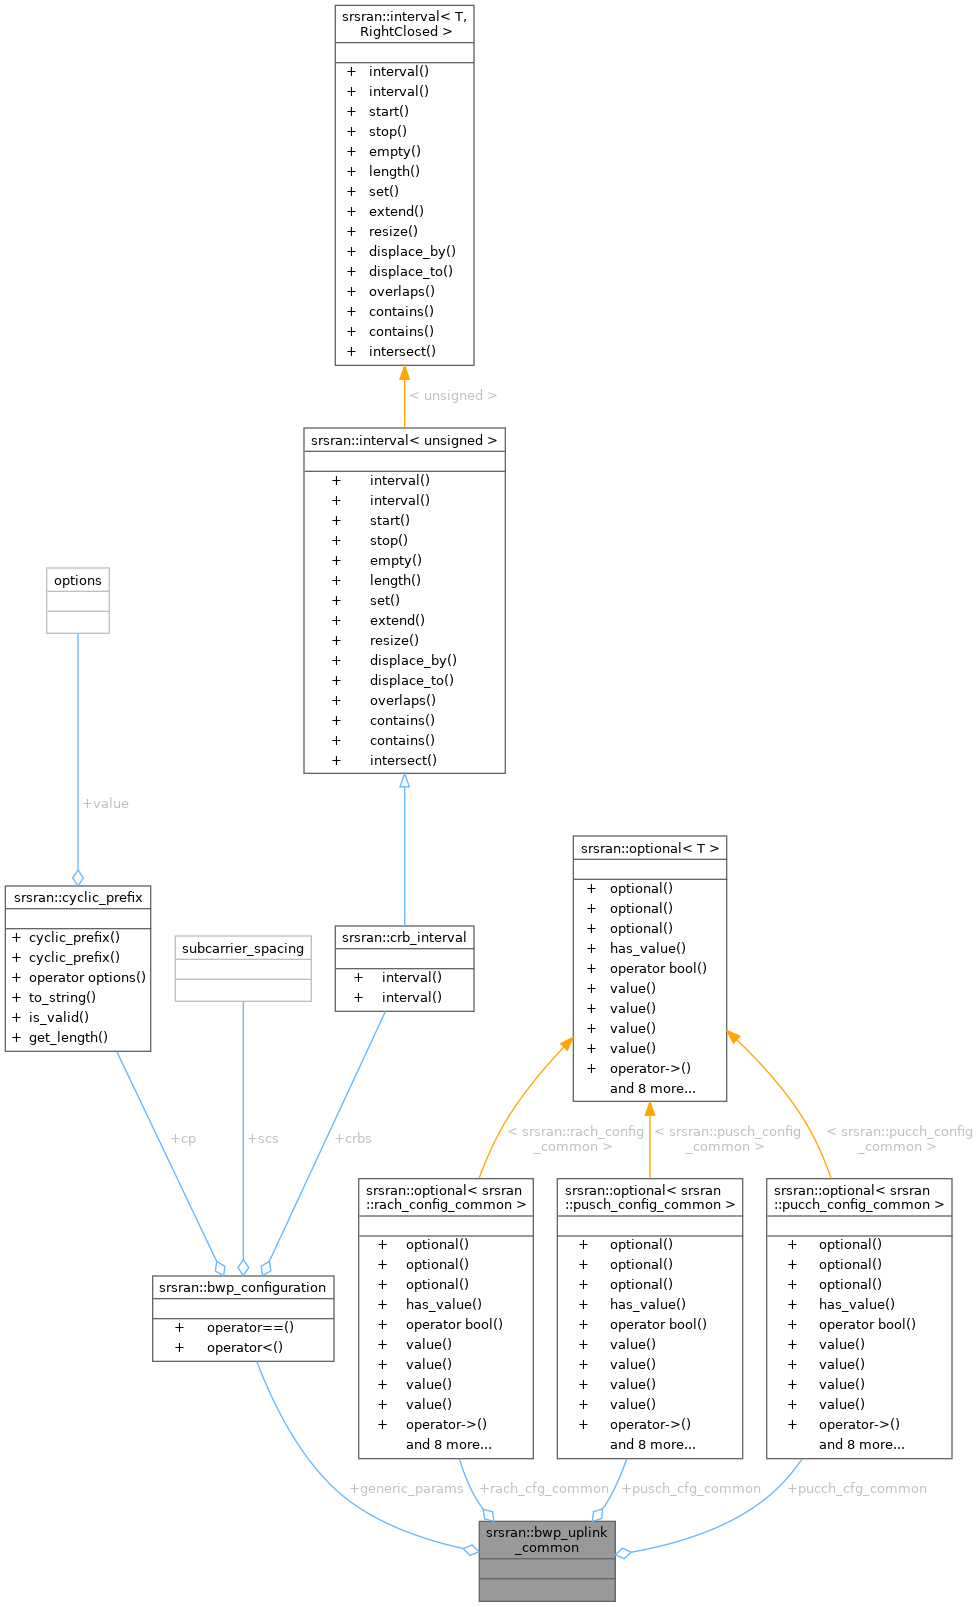 srsran::interval< T,
RightClosed >
+ interval()
+ interval()
+ start()
+ stop()
+ empty()
+ length()
+ set()
+ extend()
+ resize()
+ displace_by()
+ displace_to()
+ overlaps()
+ contains()
+ contains()
+ intersect()
< unsigned >
srsran::interval< unsigned >
+ interval()
+ interval()
+ start()
+ stop()
+ empty()
+ length()
+ set()
+ extend()
+ resize()
+ displace_by()
+ displace_to()
+ overlaps()
+ contains()
+ contains()
+ intersect()
options
+value
srsran::cyclic_prefix
+ cyclic_prefix()
+ cyclic_prefix()
+ operator options()
+ to_string()
+ is_valid()
+ get_length()
subcarrier_spacing
srsran::crb_interval
+ interval()
+ interval()
srsran::optional< T >
+ optional()
+ optional()
+ optional()
+ has_value()
+ operator bool()
+ value()
+ value()
+ value()
+ value()
+ operator->()
and 8 more...
+cp
+scs
+crbs
< srsran::rach_config
_common >
< srsran::pusch_config
_common >
< srsran::pucch_config
_common >
srsran::bwp_configuration
+ operator==()
+ operator<()
srsran::optional< srsran
::rach_config_common >
+ optional()
+ optional()
+ optional()
+ has_value()
+ operator bool()
+ value()
+ value()
+ value()
+ value()
+ operator->()
and 8 more...
srsran::optional< srsran
::pusch_config_common >
+ optional()
+ optional()
+ optional()
+ has_value()
+ operator bool()
+ value()
+ value()
+ value()
+ value()
+ operator->()
and 8 more...
srsran::optional< srsran
::pucch_config_common >
+ optional()
+ optional()
+ optional()
+ has_value()
+ operator bool()
+ value()
+ value()
+ value()
+ value()
+ operator->()
and 8 more...
+generic_params
+rach_cfg_common
+pusch_cfg_common
+pucch_cfg_common
srsran::bwp_uplink
_common